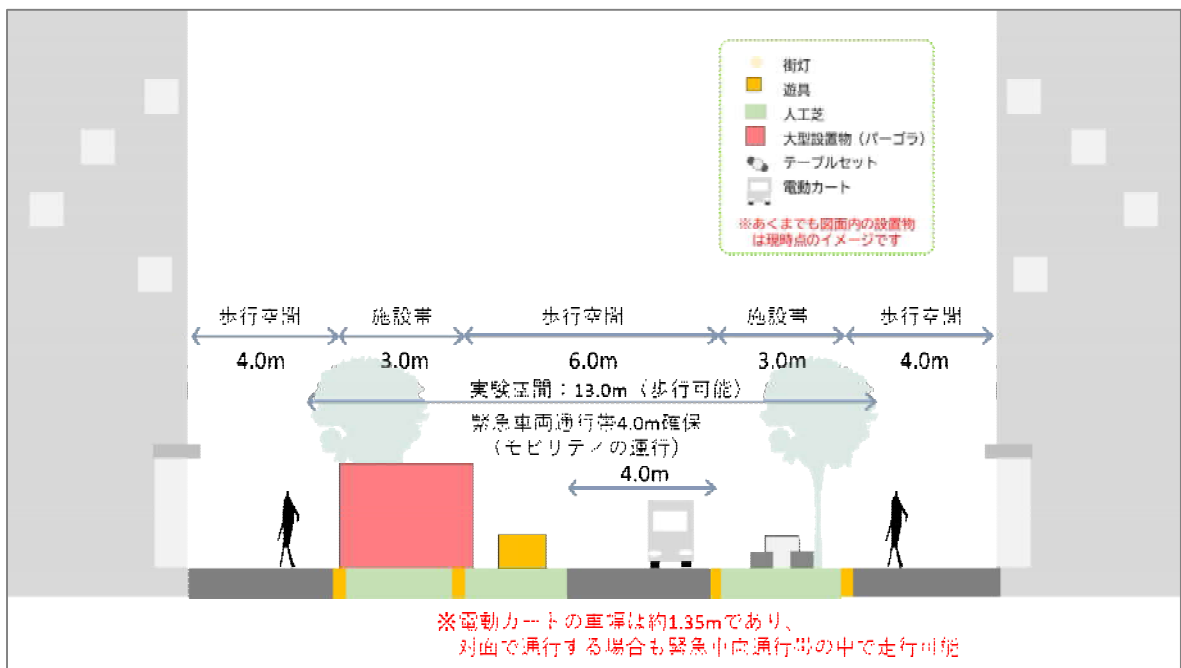 街灯
遊具
人工芝
大型設置物（パーゴラ）
テーブルセット
電動カート
※あくまでも図面内の設置物
は現時点のイメージです
歩行空間 施設帯 歩行空間 施設帯 歩行空間
4.0m 3.0m 6.0m 3.0m 4.0m
実験空間：13.0m（歩行可能）
緊急車両通行帯4.0m確保
（モビリティの運行）
4.0m
※電動カートの車幅は約1.35mであり、
対面で通行する場合も緊急車両通行帯の中で走行可能